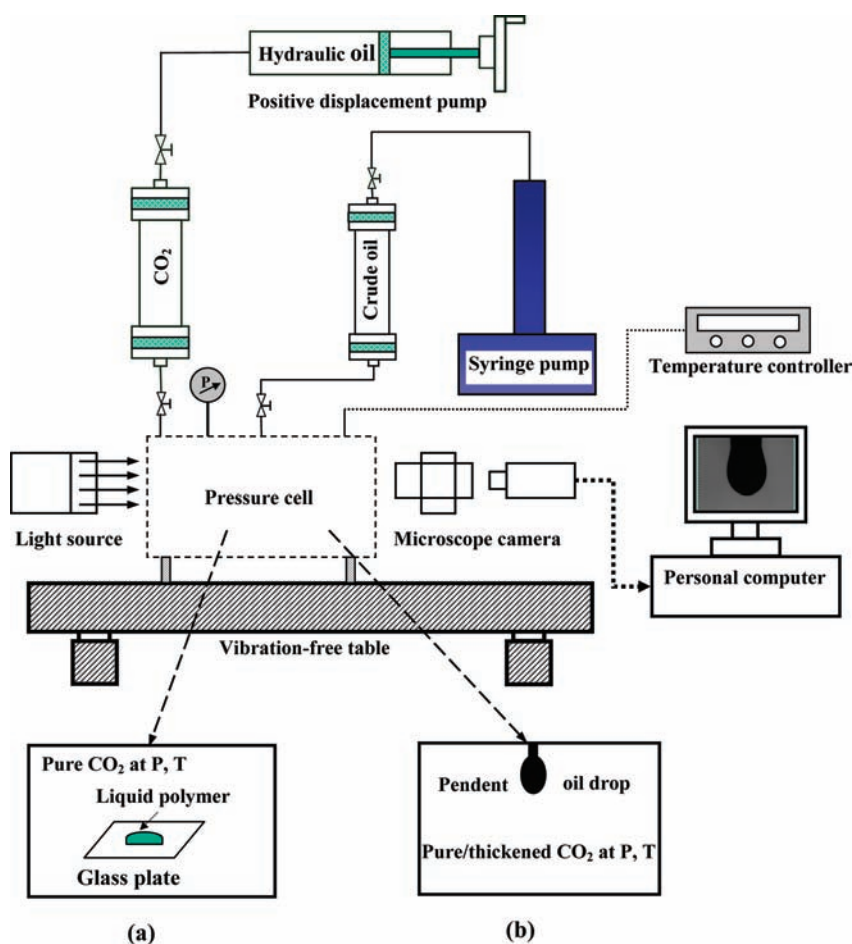 Hydraulic oil
Positive displacement pump
CO₂
Crude oil
Syringe pump
Temperature controller
P
Light source
Pressure cell
Microscope camera
Personal computer
Vibration-free table
Pure CO₂ at P, T
Liquid polymer
Glass plate
Pendent oil drop
Pure/thickened CO₂ at P, T
(a)
(b)